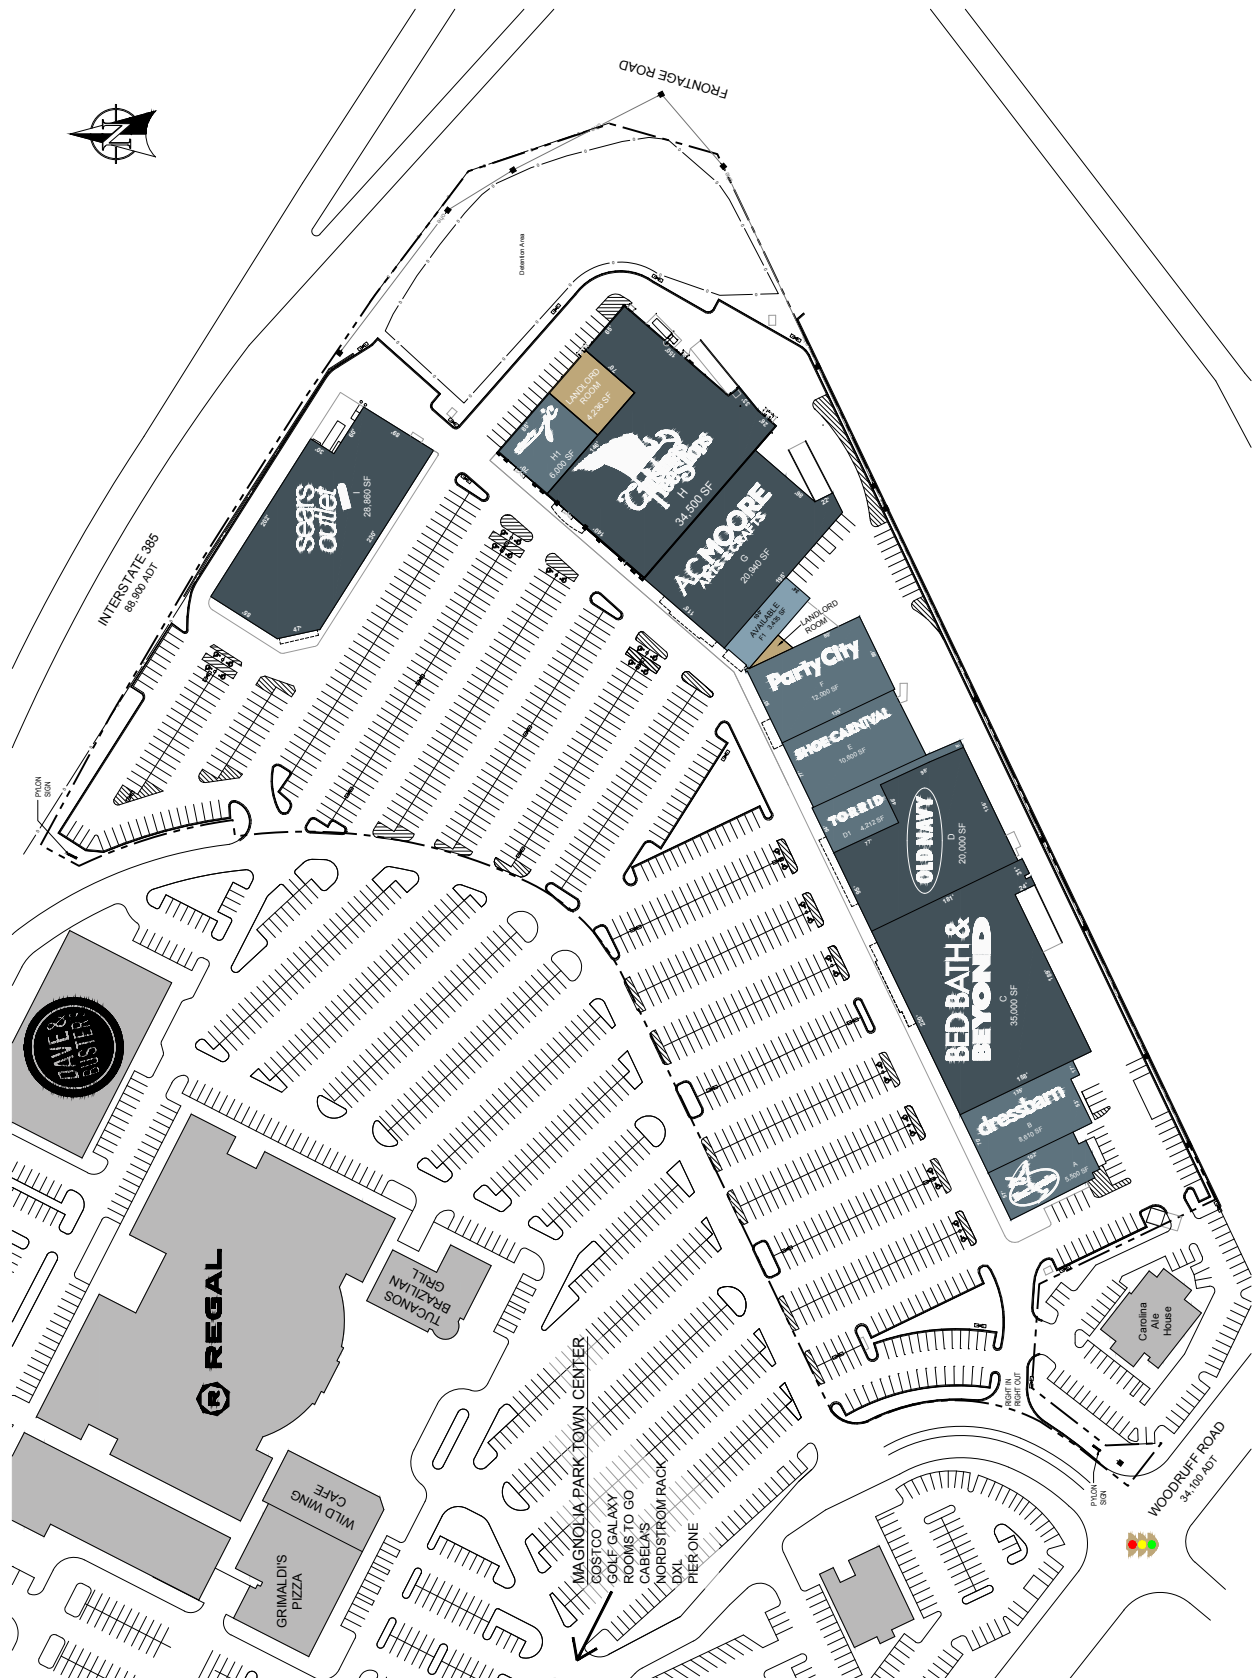 FRONTAGE ROAD
N
Detention Area
INTERSTATE 385
88,900 ADT
PYLON
SIGN
sears
outlet
I
28,860 SF
LANDLORD
ROOM
4,236 SF
H1
6,000 SF
H
34,500 SF
AC MOORE
ARTS & CRAFTS
G
20,940 SF
AVAILABLE
F1 3,436 SF
LANDLORD
ROOM
Party City
F
12,000 SF
SHOE CARNIVAL
E
10,500 SF
TORRID
D1 4,212 SF
OLD NAVY
D
20,000 SF
BED BATH &
BEYOND
C
35,000 SF
dressbarn
B
8,610 SF
A
5,500 SF
DAVE &
BUSTER'S
REGAL
TUCANOS
BRAZILIAN
GRILL
WILD WING
CAFE
GRIMALDI'S
PIZZA
MAGNOLIA PARK TOWN CENTER
COSTCO
GOLF GALAXY
ROOMS TO GO
CABELA'S
NORDSTROM RACK
DXL
PIER ONE
Carolina
Ale
House
RIGHT IN
RIGHT OUT
PYLON
SIGN
WOODRUFF ROAD
34,100 ADT